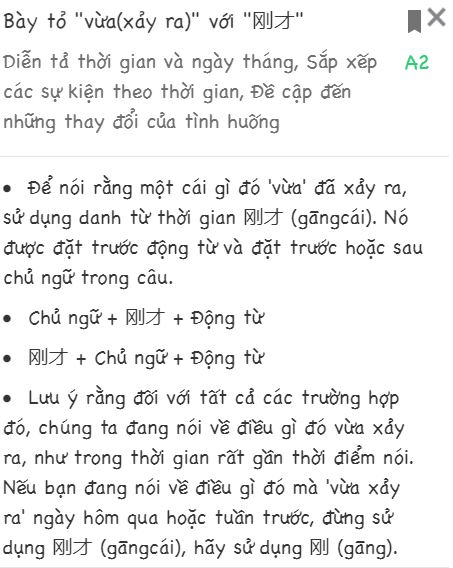 Bày tỏ "vừa(xảy ra)" với "刚才"
Diễn tả thời gian và ngày tháng, Sắp xếp
các sự kiện theo thời gian, Đề cập đến
những thay đổi của tình huống
A2
• Để nói rằng một cái gì đó 'vừa' đã xảy ra,
sử dụng danh từ thời gian 刚才 (gāngcái). Nó
được đặt trước động từ và đặt trước hoặc sau
chủ ngữ trong câu.
• Chủ ngữ + 刚才 + Động từ
• 刚才 + Chủ ngữ + Động từ
• Lưu ý rằng đối với tất cả các trường hợp
đó, chúng ta đang nói về điều gì đó vừa xảy
ra, như trong thời gian rất gần thời điểm nói.
Nếu bạn đang nói về điều gì đó mà 'vừa xảy
ra' ngày hôm qua hoặc tuần trước, đừng sử
dụng 刚才 (gāngcái), hãy sử dụng 刚 (gāng).